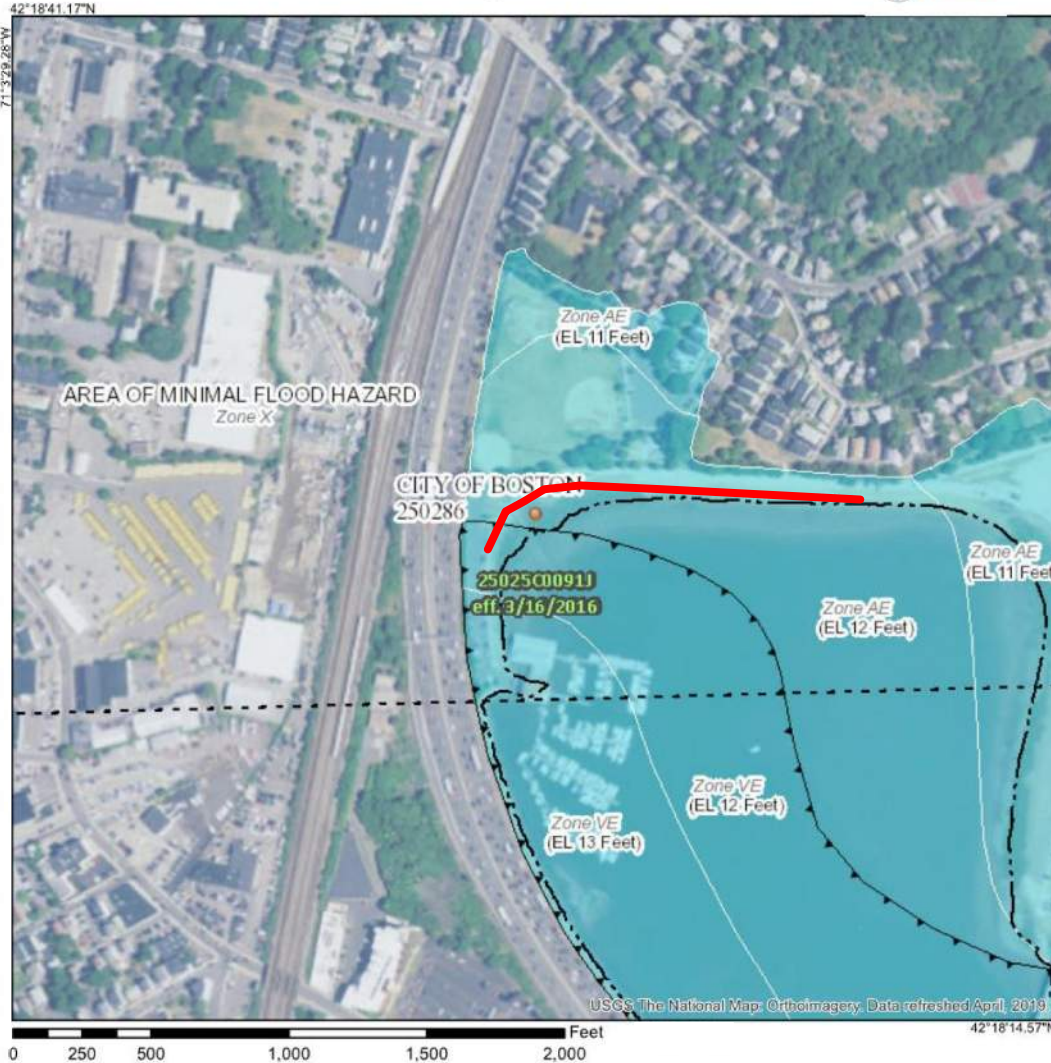 42°18'41.17"N
71°3'29.28"W
Zone AE
(EL 11 Feet)
AREA OF MINIMAL FLOOD HAZARD
Zone X
CITY OF BOSTON
250286
Zone AE
(EL 11 Feet
25025C0091J
eff. 3/16/2016
Zone AE
(EL 12 Feet)
Zone VE
(EL 12 Feet)
Zone VE
(EL 13 Feet)
USGS The National Map: Orthoimagery. Data refreshed April, 2019
42°18'14.57"N
Feet
0 250 500 1,000 1,500 2,000